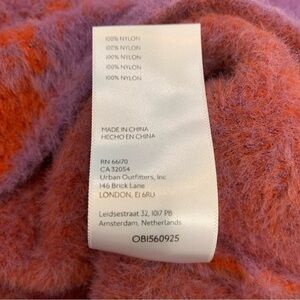 100% NYLON
100% NYLON
100% NYLON
100% NYLON
100% NYLON
MADE IN CHINA
HECHO EN CHINA
RN 66170
CA 32054
Urban Outfitters, Inc
146 Brick Lane
LONDON, E1 6RU
Leidsestraat 32, 1017 PB
Amsterdam, Netherlands
OB1560925